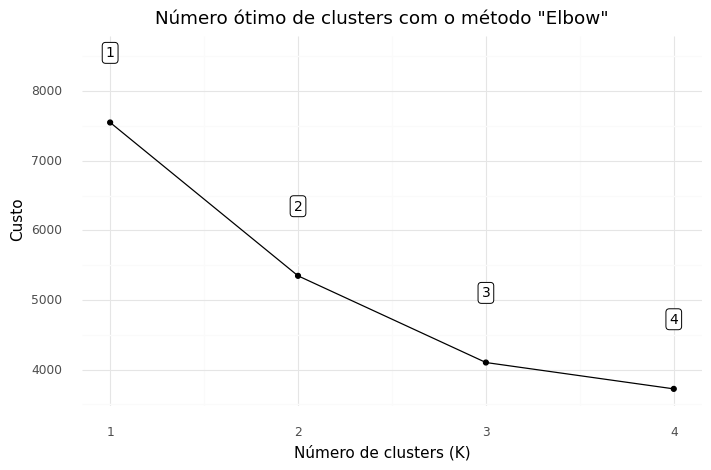 Número ótimo de clusters com o método "Elbow"
1
8000
7000
2
6000
Custo
3
5000
4
4000
1 2 3 4
Número de clusters (K)